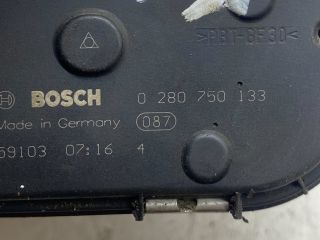 >PBT-GF30<
BOSCH 0 280 750 133
Made in Germany 087
59103 07:16 4